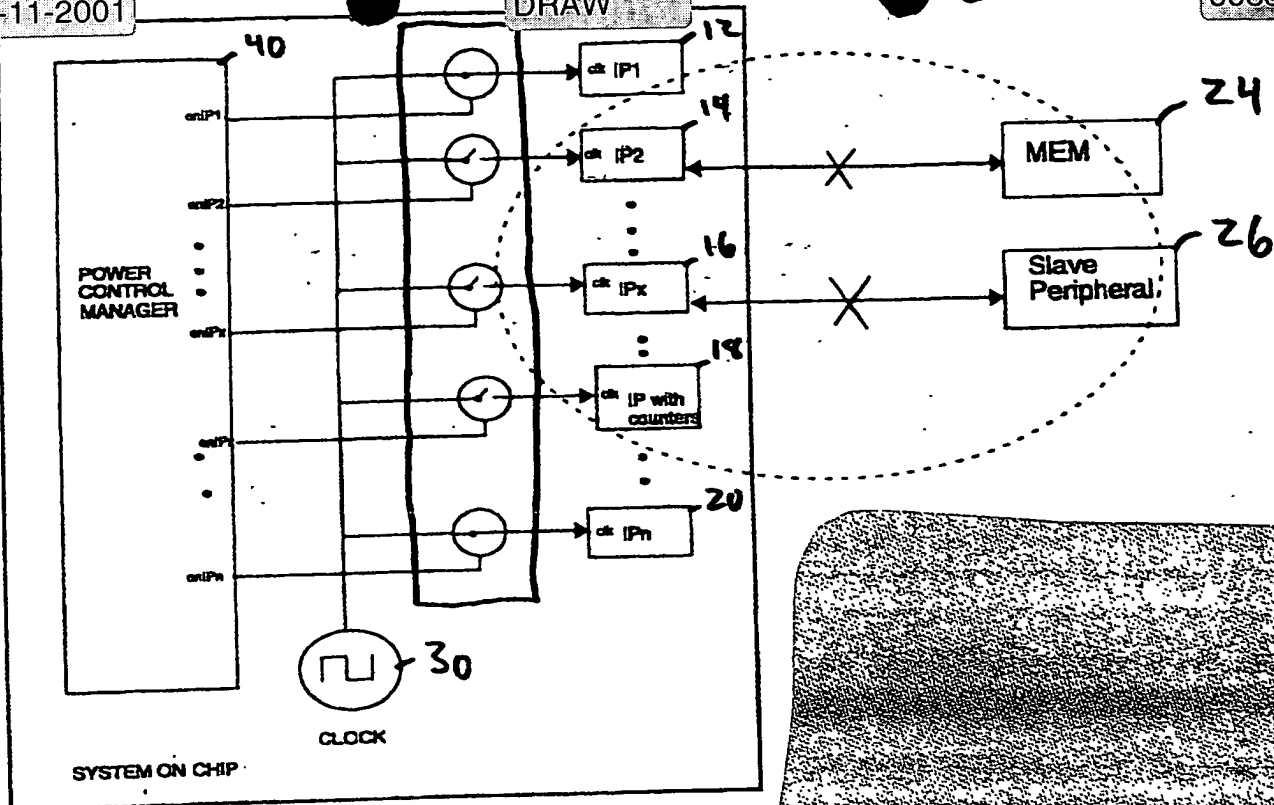 -11-2001
DRAW
40
12
clk IP1
enIP1
14
24
clk IP2
MEM
enIP2
16
26
POWER
CONTROL
MANAGER
clk IPx
Slave
Peripheral
enIPx
18
clk IP with
counters
20
clk IPn
enIPn
30
CLOCK
SYSTEM ON CHIP